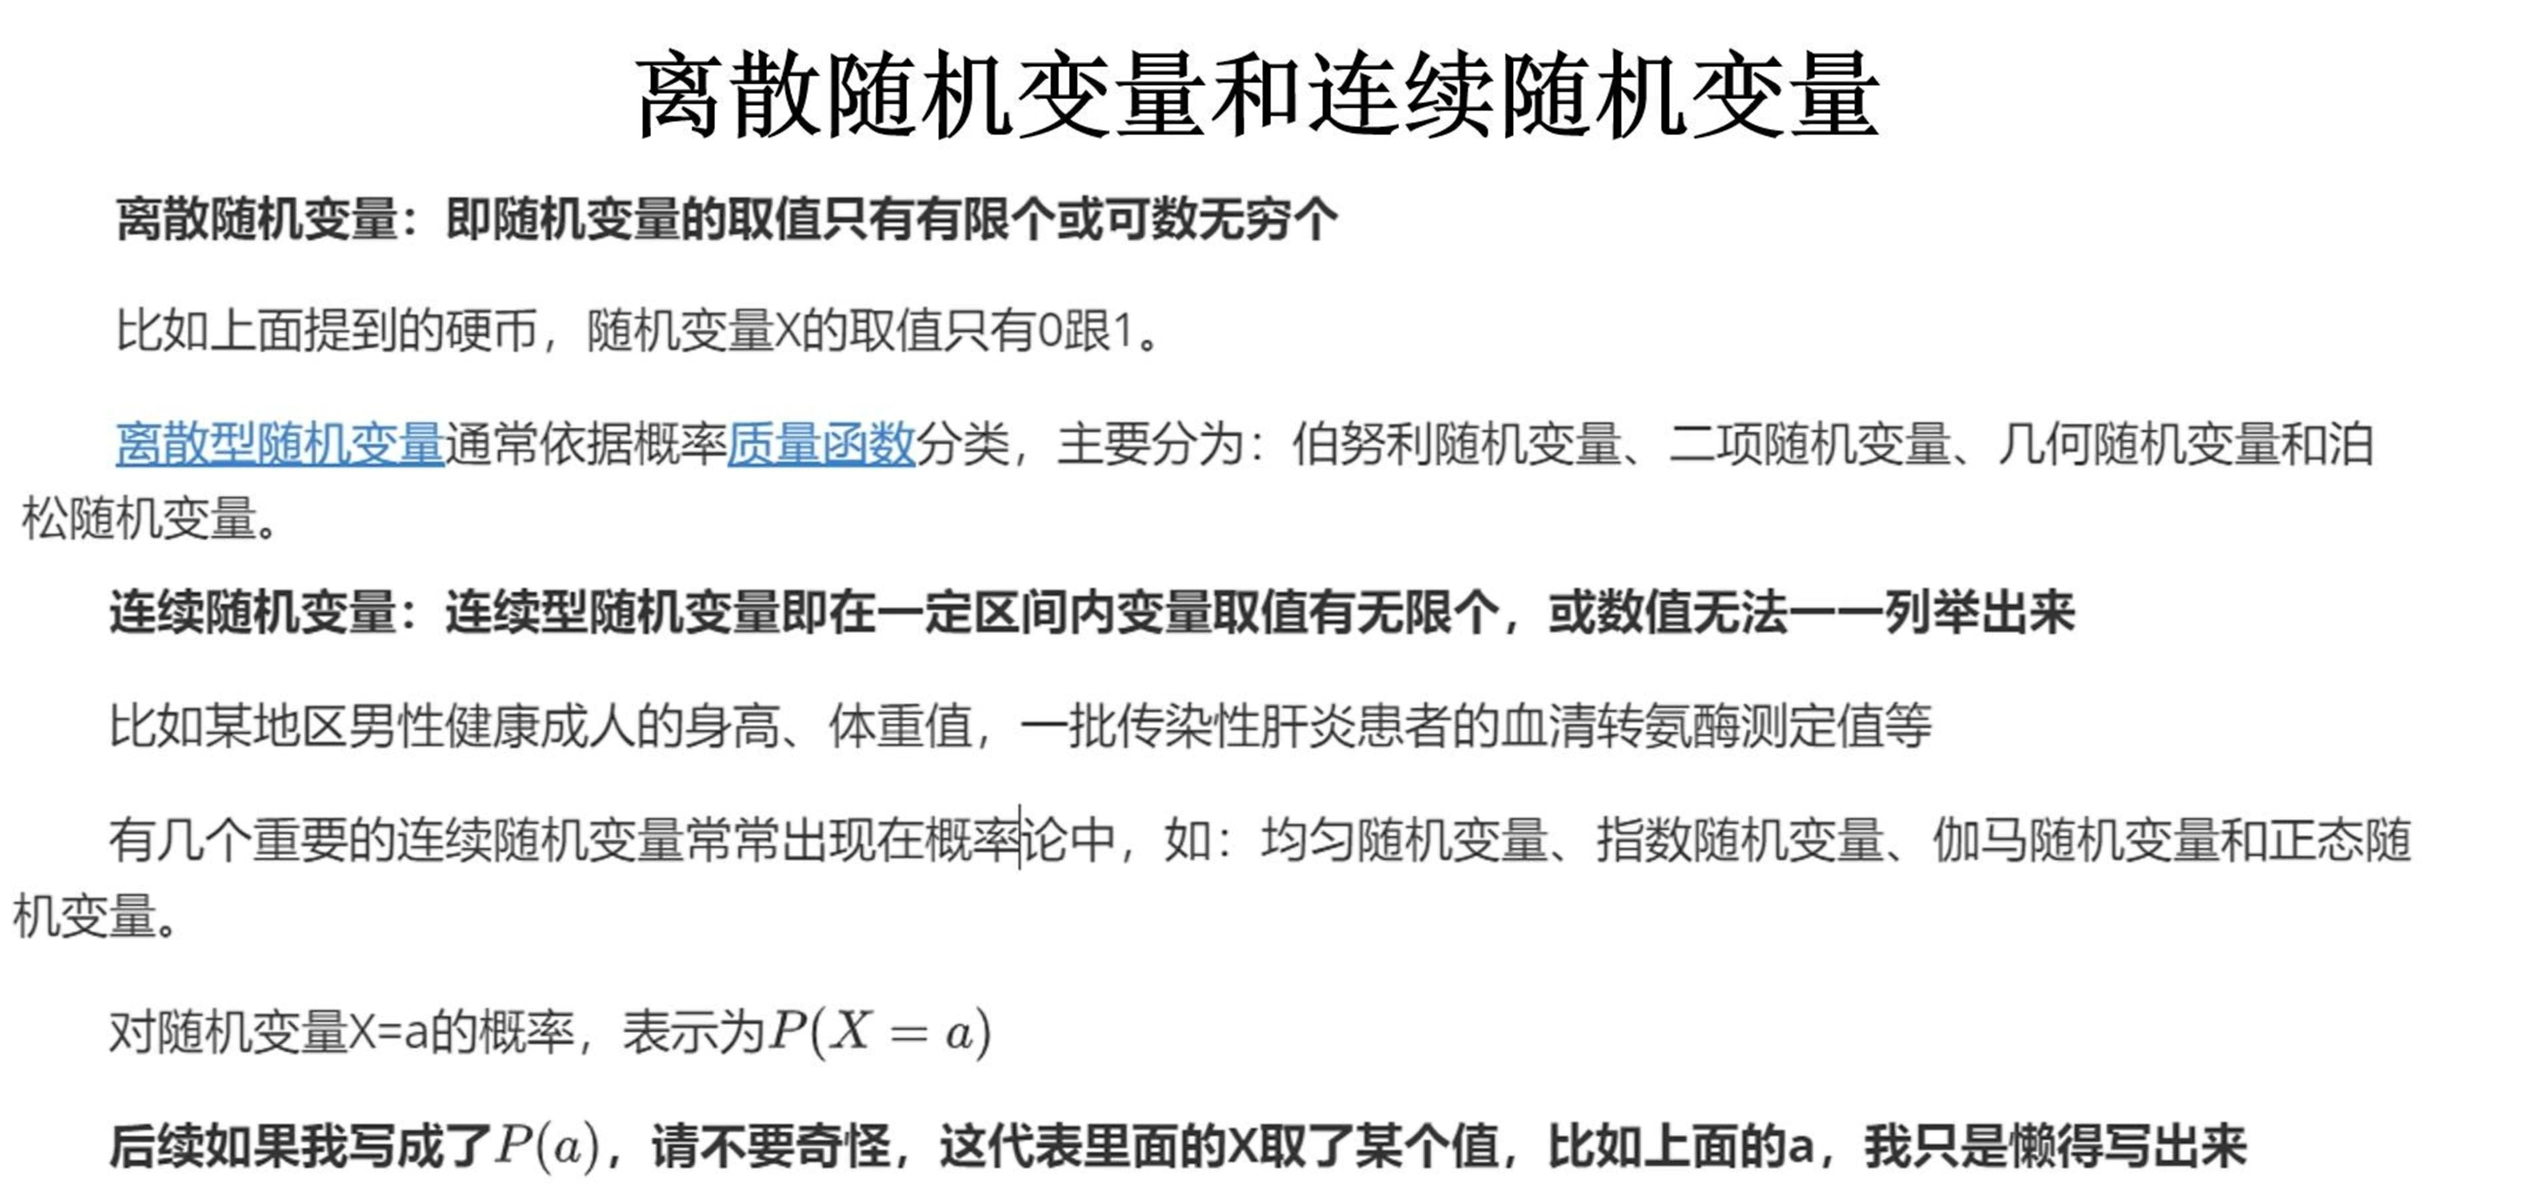 离散随机变量和连续随机变量
离散随机变量：即随机变量的取值只有有限个或可数无穷个
比如上面提到的硬币，随机变量X的取值只有0跟1。
离散型随机变量通常依据概率质量函数分类，主要分为：伯努利随机变量、二项随机变量、几何随机变量和泊
松随机变量。
连续随机变量：连续型随机变量即在一定区间内变量取值有无限个，或数值无法一一列举出来
比如某地区男性健康成人的身高、体重值，一批传染性肝炎患者的血清转氨酶测定值等
有几个重要的连续随机变量常常出现在概率论中，如：均匀随机变量、指数随机变量、伽马随机变量和正态随
机变量。
对随机变量X=a的概率，表示为P(X = a)
后续如果我写成了P(a)，请不要奇怪，这代表里面的X取了某个值，比如上面的a，我只是懒得写出来